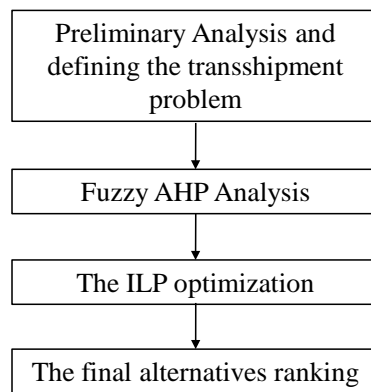 Preliminary Analysis and
defining the transshipment
problem
Fuzzy AHP Analysis
The ILP optimization
The final alternatives ranking